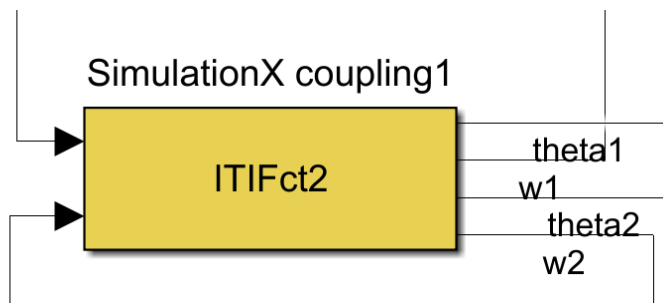 SimulationX coupling1
ITIFct2
theta1
w1
theta2
w2